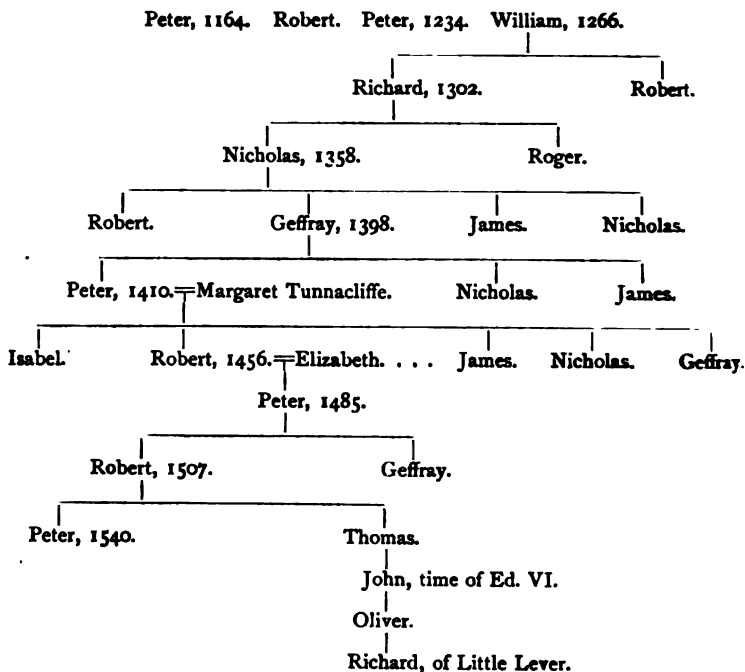 Peter, 1164. Robert. Peter, 1234. William, 1266.
Richard, 1302. Robert.
Nicholas, 1358. Roger.
Robert. Geffray, 1398. James. Nicholas.
Peter, 1410.=Margaret Tunnacliffe. Nicholas. James.
Isabel. Robert, 1456.=Elizabeth. . . . James. Nicholas. Geffray.
Peter, 1485.
Robert, 1507. Geffray.
Peter, 1540. Thomas.
John, time of Ed. VI.
Oliver.
Richard, of Little Lever.